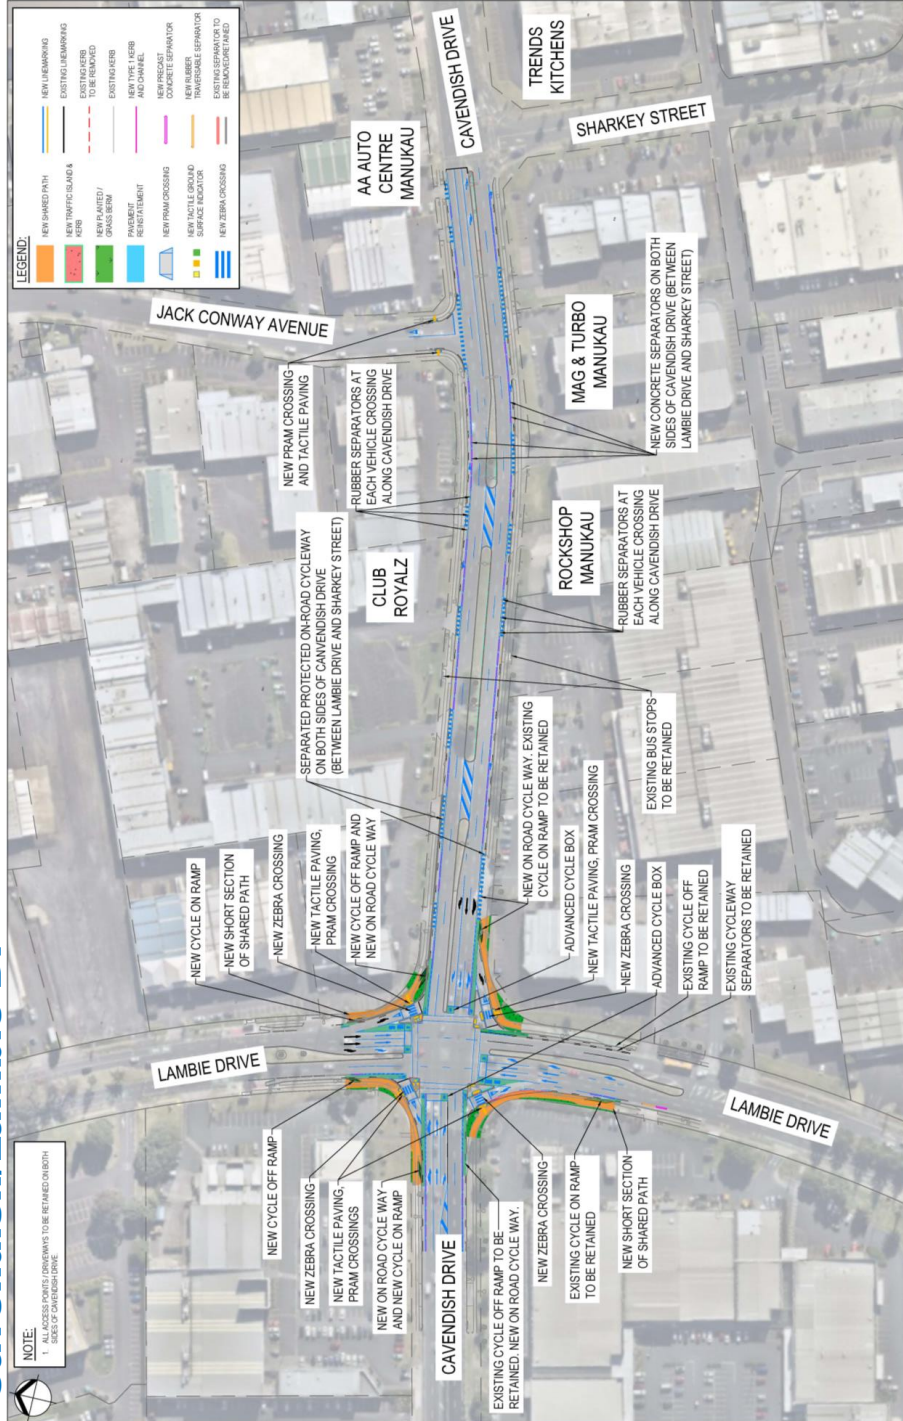 LEGEND:
NEW SHARED PATH
NEW TRAFFIC ISLAND &
KERB
NEW PLANTED /
GRASS BERM
PAVEMENT
REINSTATEMENT
NEW PRAM CROSSING
NEW TACTILE GROUND
SURFACE INDICATOR
NEW ZEBRA CROSSING
NEW LINEMARKING
EXISTING LINEMARKING
EXISTING KERB
TO BE REMOVED
EXISTING KERB
NEW TYPE 1 KERB
AND CHANNEL
NEW PRECAST
CONCRETE SEPARATOR
NEW RUBBER
TRAVERSABLE SEPARATOR
EXISTING SEPARATOR TO
BE REMOVED/RETAINED
NOTE:
1. ALL ACCESS POINTS / DRIVEWAYS TO BE RETAINED ON BOTH
SIDES OF CAVENDISH DRIVE.
LAMBIE DRIVE
NEW CYCLE OFF RAMP
NEW ZEBRA CROSSING
NEW TACTILE PAVING,
PRAM CROSSINGS
NEW ON ROAD CYCLE WAY
AND NEW CYCLE ON RAMP
CAVENDISH DRIVE
EXISTING CYCLE OFF RAMP TO BE
RETAINED. NEW ON ROAD CYCLE WAY.
NEW ZEBRA CROSSING
EXISTING CYCLE ON RAMP
TO BE RETAINED
NEW SHORT SECTION
OF SHARED PATH
LAMBIE DRIVE
NEW CYCLE ON RAMP
NEW SHORT SECTION
OF SHARED PATH
NEW ZEBRA CROSSING
NEW TACTILE PAVING,
PRAM CROSSING
NEW CYCLE OFF RAMP AND
NEW ON ROAD CYCLE WAY
SEPARATED PROTECTED ON-ROAD CYCLEWAY
ON BOTH SIDES OF CANVENDISH DRIVE
(BETWEEN LAMBIE DRIVE AND SHARKEY STREET)
NEW ON ROAD CYCLE WAY. EXISTING
CYCLE ON RAMP TO BE RETAINED
ADVANCED CYCLE BOX
NEW TACTILE PAVING, PRAM CROSSING
NEW ZEBRA CROSSING
ADVANCED CYCLE BOX
EXISTING CYCLE OFF
RAMP TO BE RETAINED
EXISTING CYCLEWAY
SEPARATORS TO BE RETAINED
EXISTING BUS STOPS
TO BE RETAINED
CLUB
ROYALZ
ROCKSHOP
MANUKAU
RUBBER SEPARATORS AT
EACH VEHICLE CROSSING
ALONG CAVENDISH DRIVE
RUBBER SEPARATORS AT
EACH VEHICLE CROSSING
ALONG CAVENDISH DRIVE
NEW PRAM CROSSING
AND TACTILE PAVING
JACK CONWAY AVENUE
MAG & TURBO
MANUKAU
NEW CONCRETE SEPARATORS ON BOTH
SIDES OF CAVENDISH DRIVE (BETWEEN
LAMBIE DRIVE AND SHARKEY STREET)
AA AUTO
CENTRE
MANUKAU
CAVENDISH DRIVE
SHARKEY STREET
TRENDS
KITCHENS